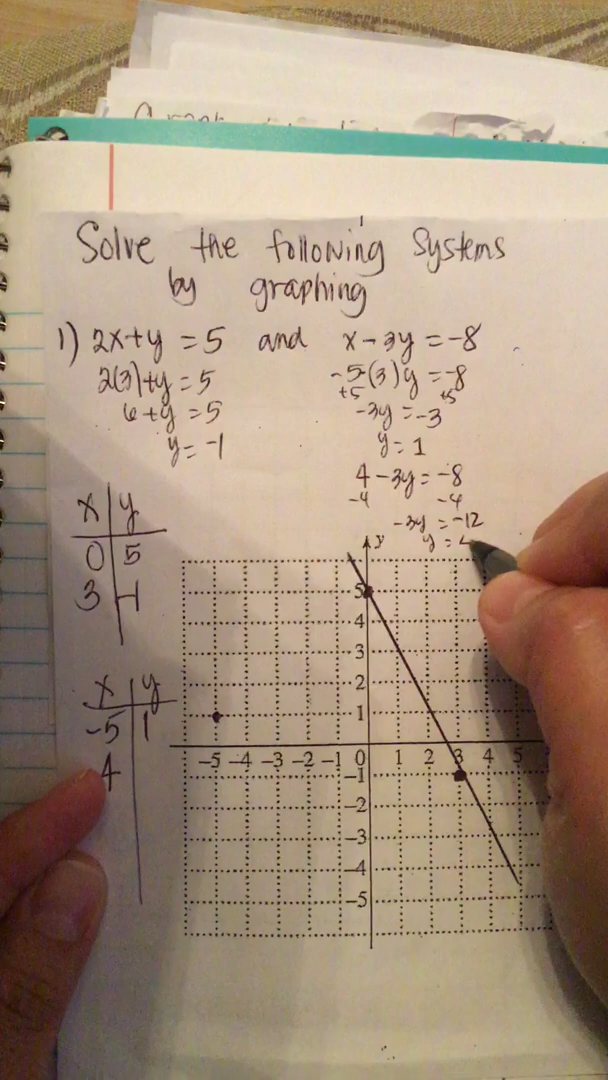 Solve the following Systems
by graphing
1) 2x+y = 5 and x-3y = -8
2(3)+y = 5
6+y = 5
y = -1
-5-(3)y = -8
+5 +5
-3y = -3
y = 1
4-3y = -8
-4 -4
-3y = -12
y = 4
x y
0 5
3 -1
x y
-5 1
4
y
5
4
3
2
1
-5 -4 -3 -2 -1 0 1 2 3 4 5
-1
-2
-3
-4
-5